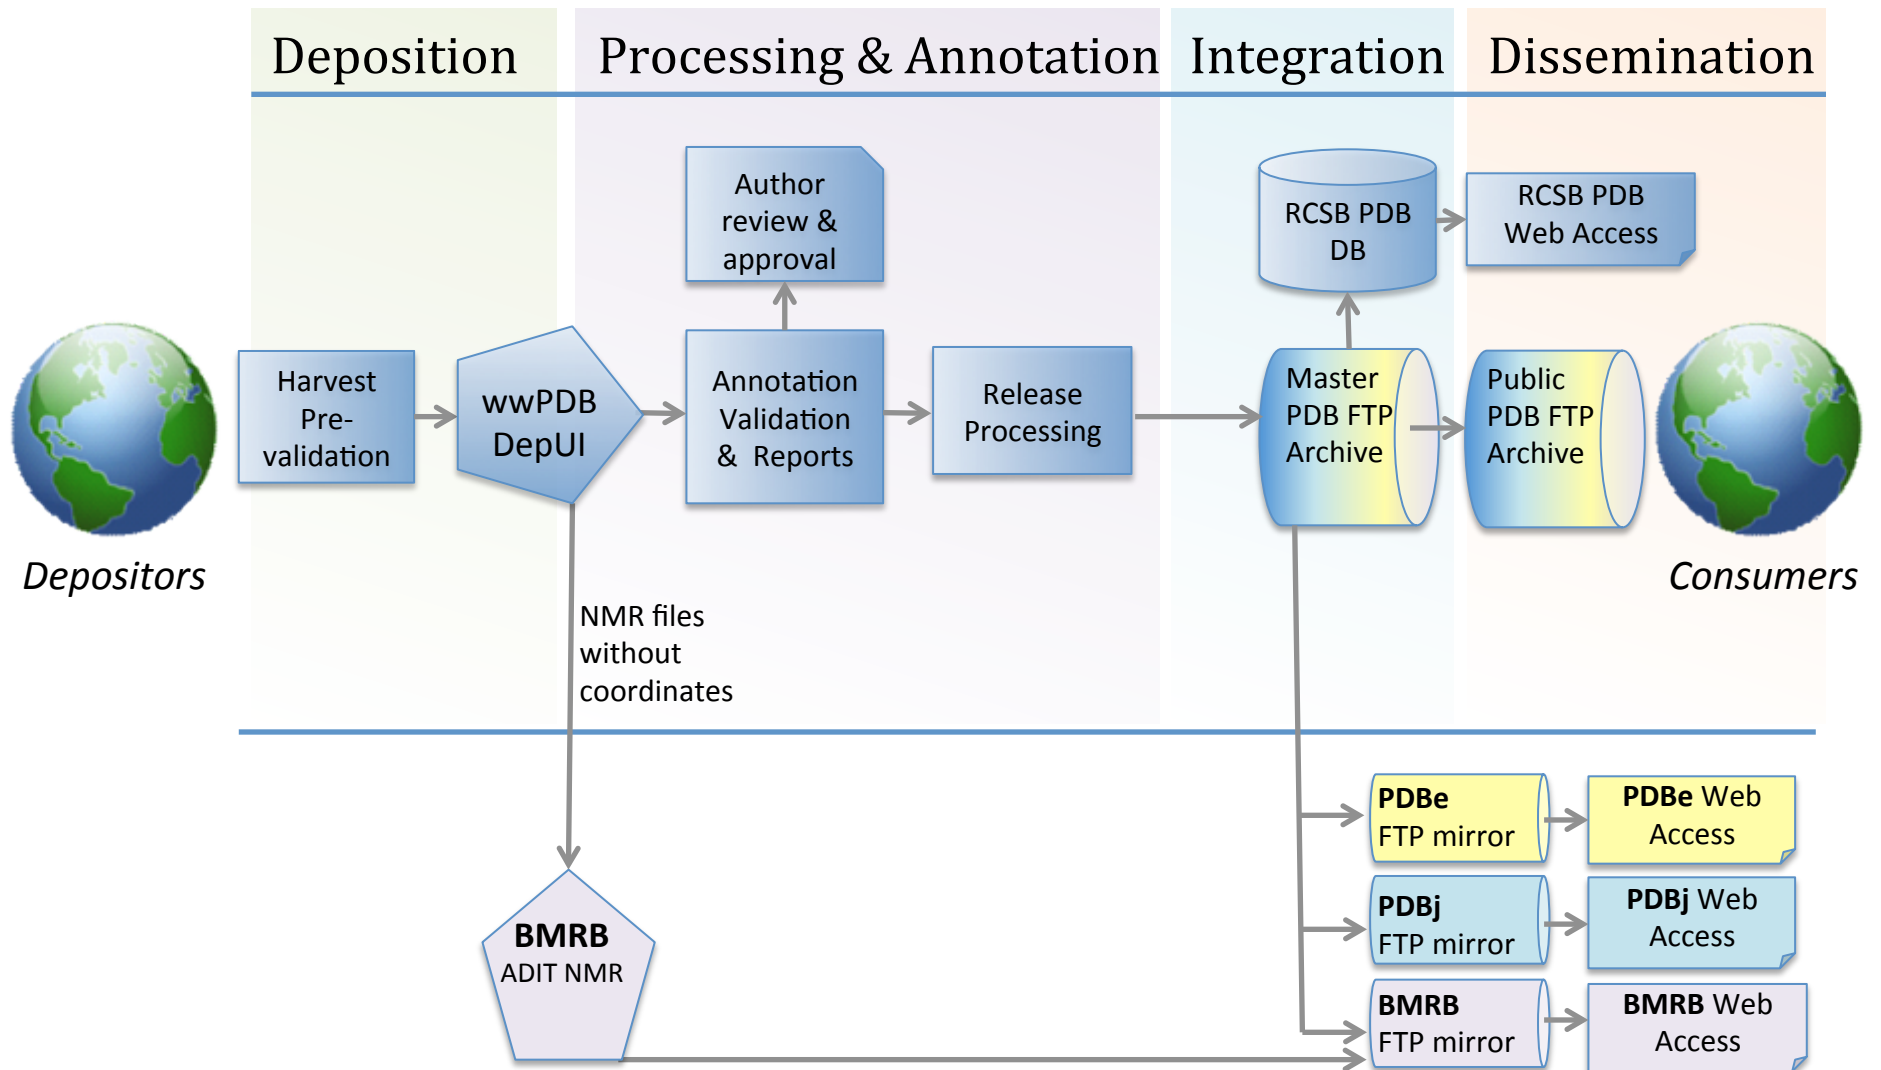 Deposition
Processing & Annotation
Integration
Dissemination
Author
review &
approval
RCSB PDB
DB
RCSB PDB
Web Access
Harvest
Pre-
validation
wwPDB
DepUI
Annotation
Validation
& Reports
Release
Processing
Master
PDB FTP
Archive
Public
PDB FTP
Archive
Depositors
Consumers
NMR files
without
coordinates
PDBe
FTP mirror
PDBe Web
Access
PDBj
FTP mirror
PDBj Web
Access
BMRB
ADIT NMR
BMRB
FTP mirror
BMRB Web
Access